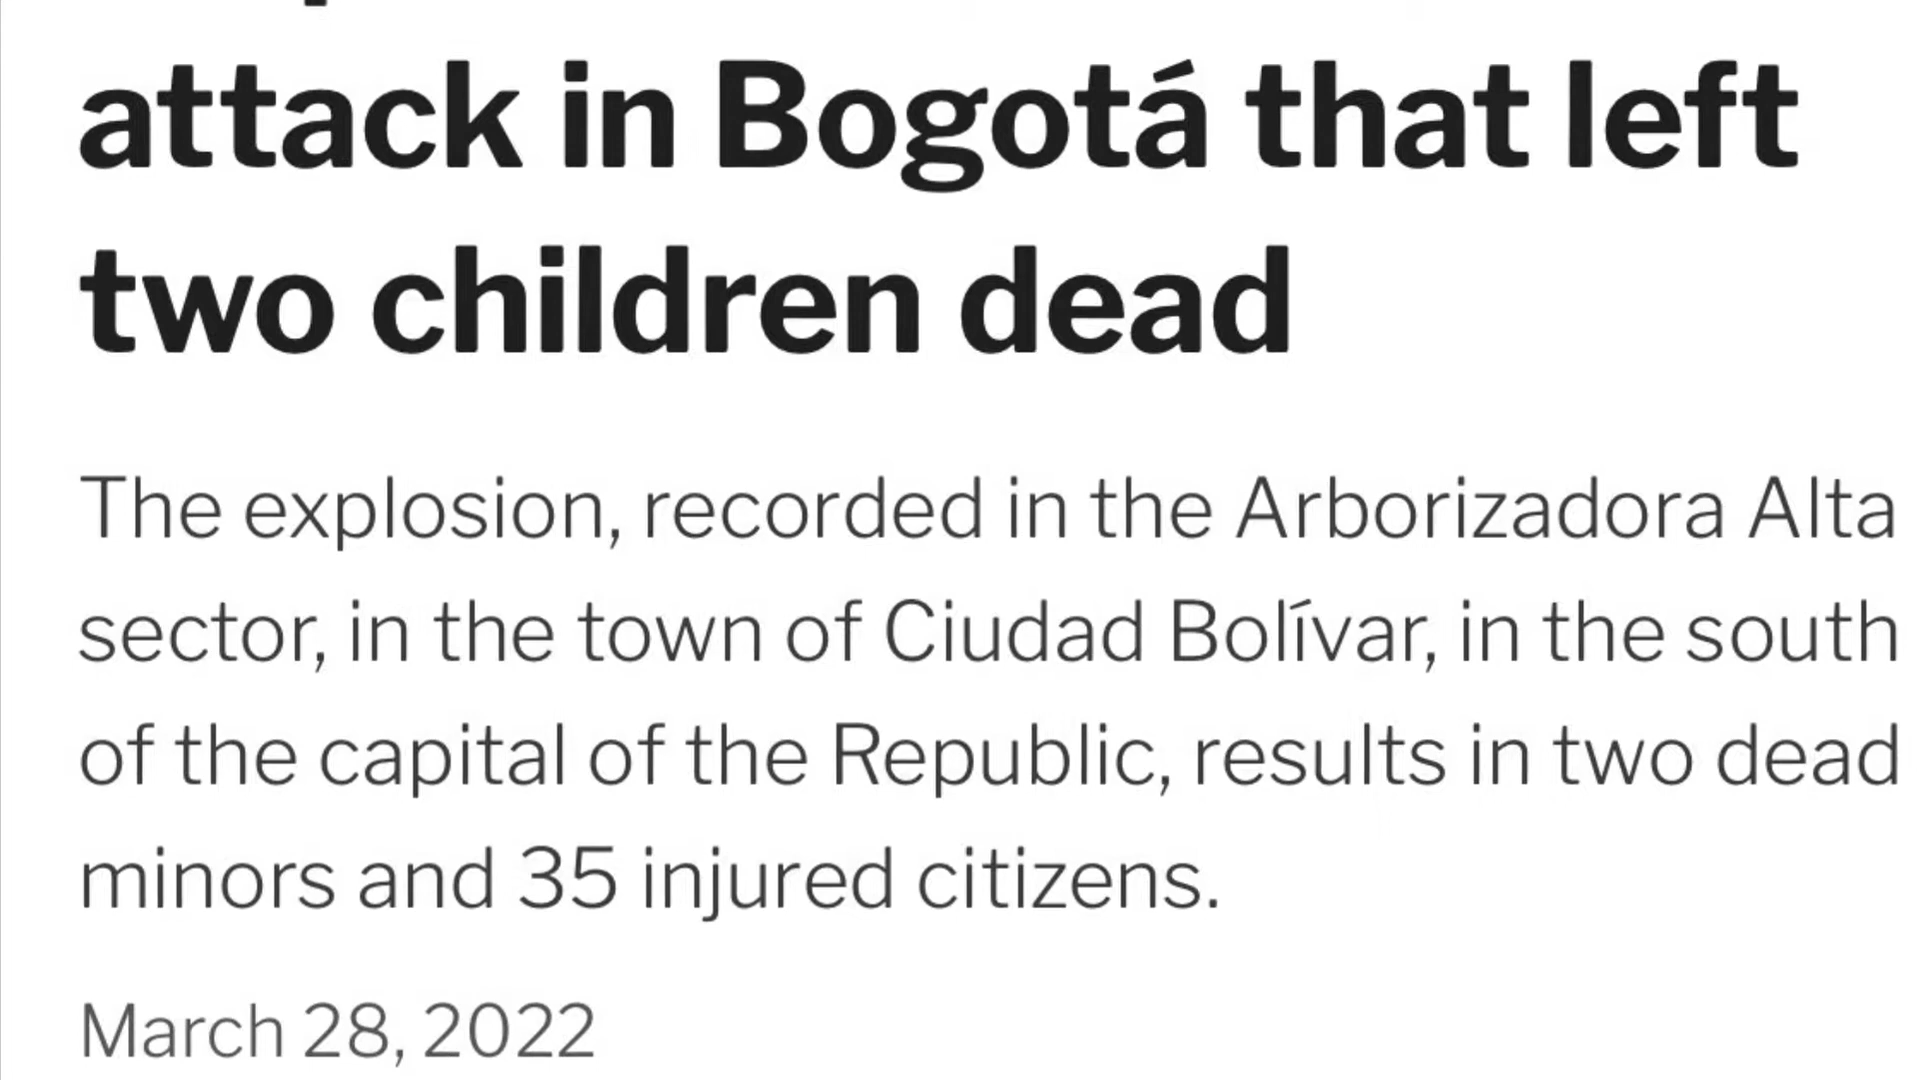 attack in Bogotá that left
two children dead
The explosion, recorded in the Arborizadora Alta
sector, in the town of Ciudad Bolívar, in the south
of the capital of the Republic, results in two dead
minors and 35 injured citizens.
March 28, 2022